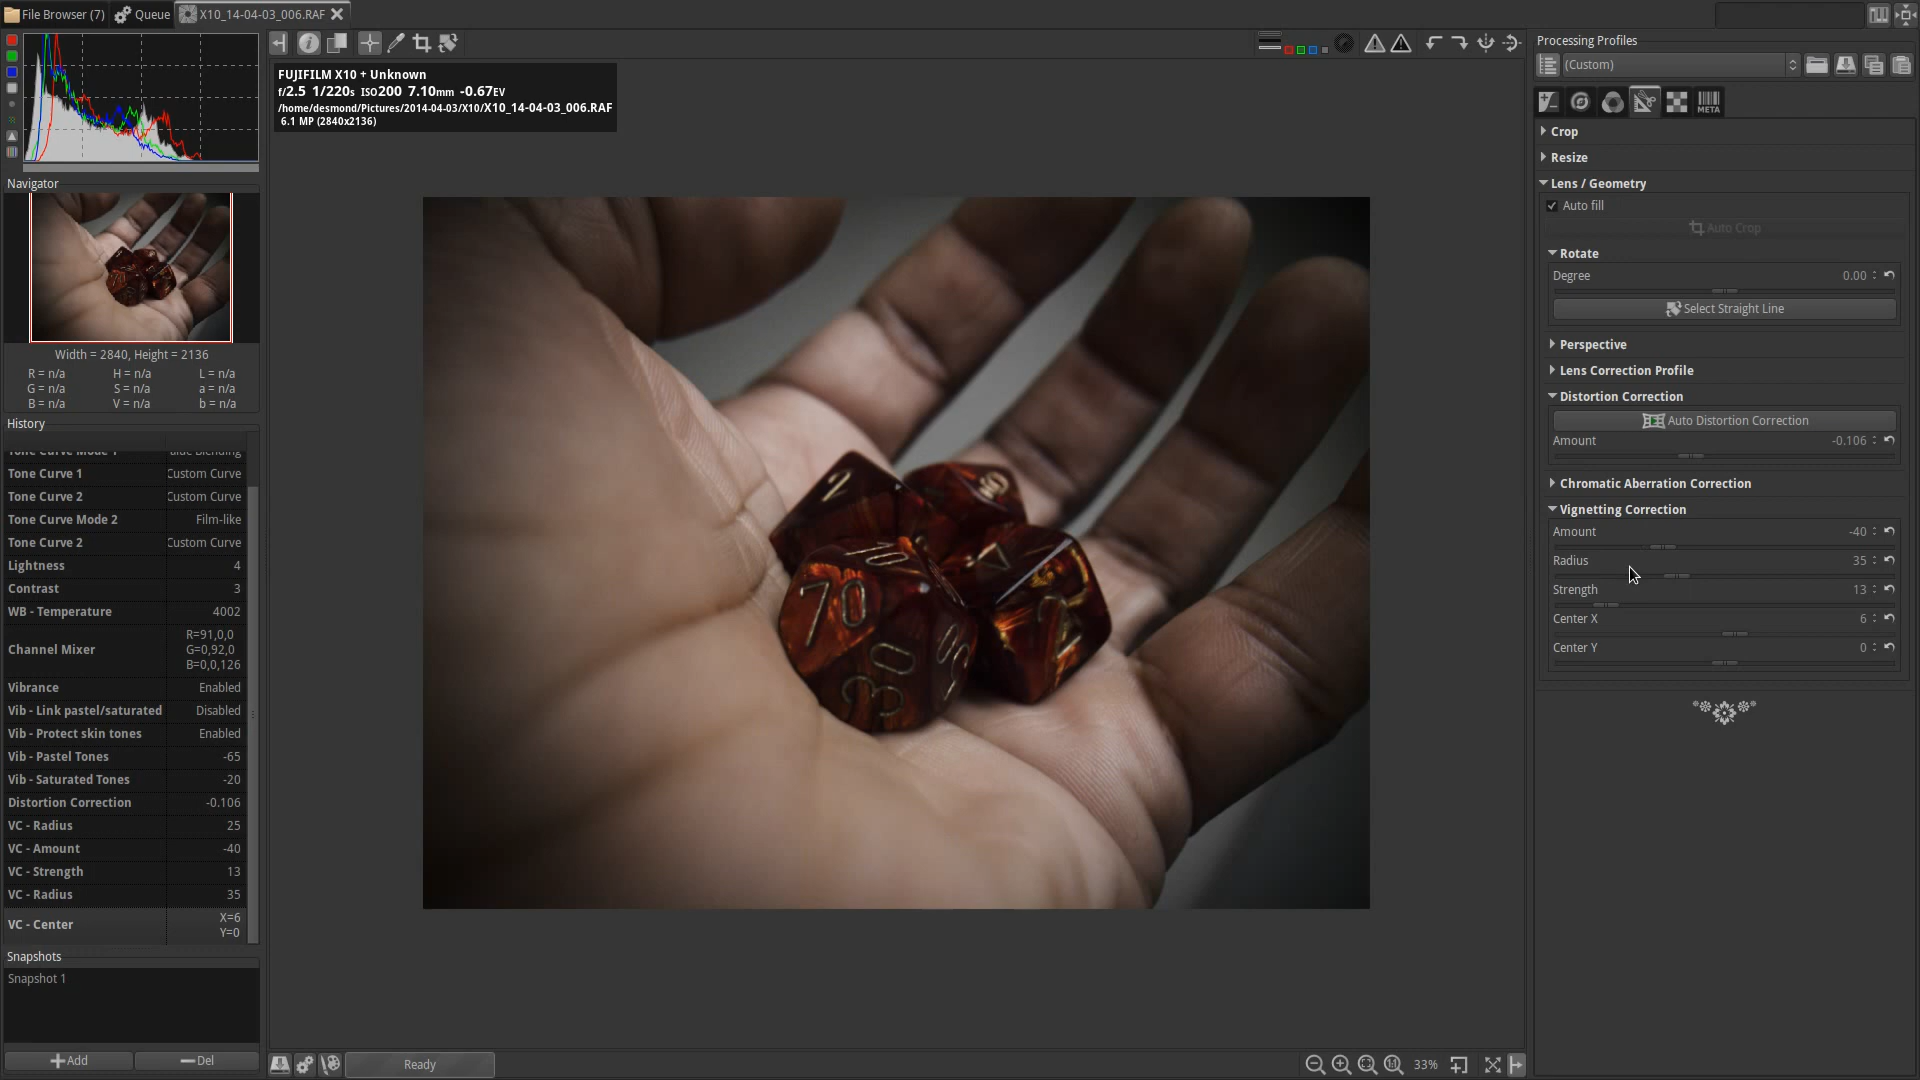 File Browser (7)
Queue
X10_14-04-03_006.RAF
FUJIFILM X10 + Unknown
f/2.5 1/220s ISO200 7.10mm -0.67EV
/home/desmond/Pictures/2014-04-03/X10/X10_14-04-03_006.RAF
6.1 MP (2840x2136)
Navigator
Width = 2840, Height = 2136
R = n/a H = n/a L = n/a
G = n/a S = n/a a = n/a
B = n/a V = n/a b = n/a
History
Tone Curve 1 Custom Curve
Tone Curve 2 Custom Curve
Tone Curve Mode 2 Film-like
Tone Curve 2 Custom Curve
Lightness 4
Contrast 3
WB - Temperature 4002
Channel Mixer R=91,0,0
G=0,92,0
B=0,0,126
Vibrance Enabled
Vib - Link pastel/saturated Disabled
Vib - Protect skin tones Enabled
Vib - Pastel Tones -65
Vib - Saturated Tones -20
Distortion Correction -0.106
VC - Radius 25
VC - Amount -40
VC - Strength 13
VC - Radius 35
VC - Center X=6
Y=0
Snapshots
Snapshot 1
Add
Del
2
10
70
30
Ready
33%
Processing Profiles
(Custom)
META
Crop
Resize
Lens / Geometry
Auto fill
Auto Crop
Rotate
Degree 0.00
Select Straight Line
Perspective
Lens Correction Profile
Distortion Correction
Auto Distortion Correction
Amount -0.106
Chromatic Aberration Correction
Vignetting Correction
Amount -40
Radius 35
Strength 13
Center X 6
Center Y 0